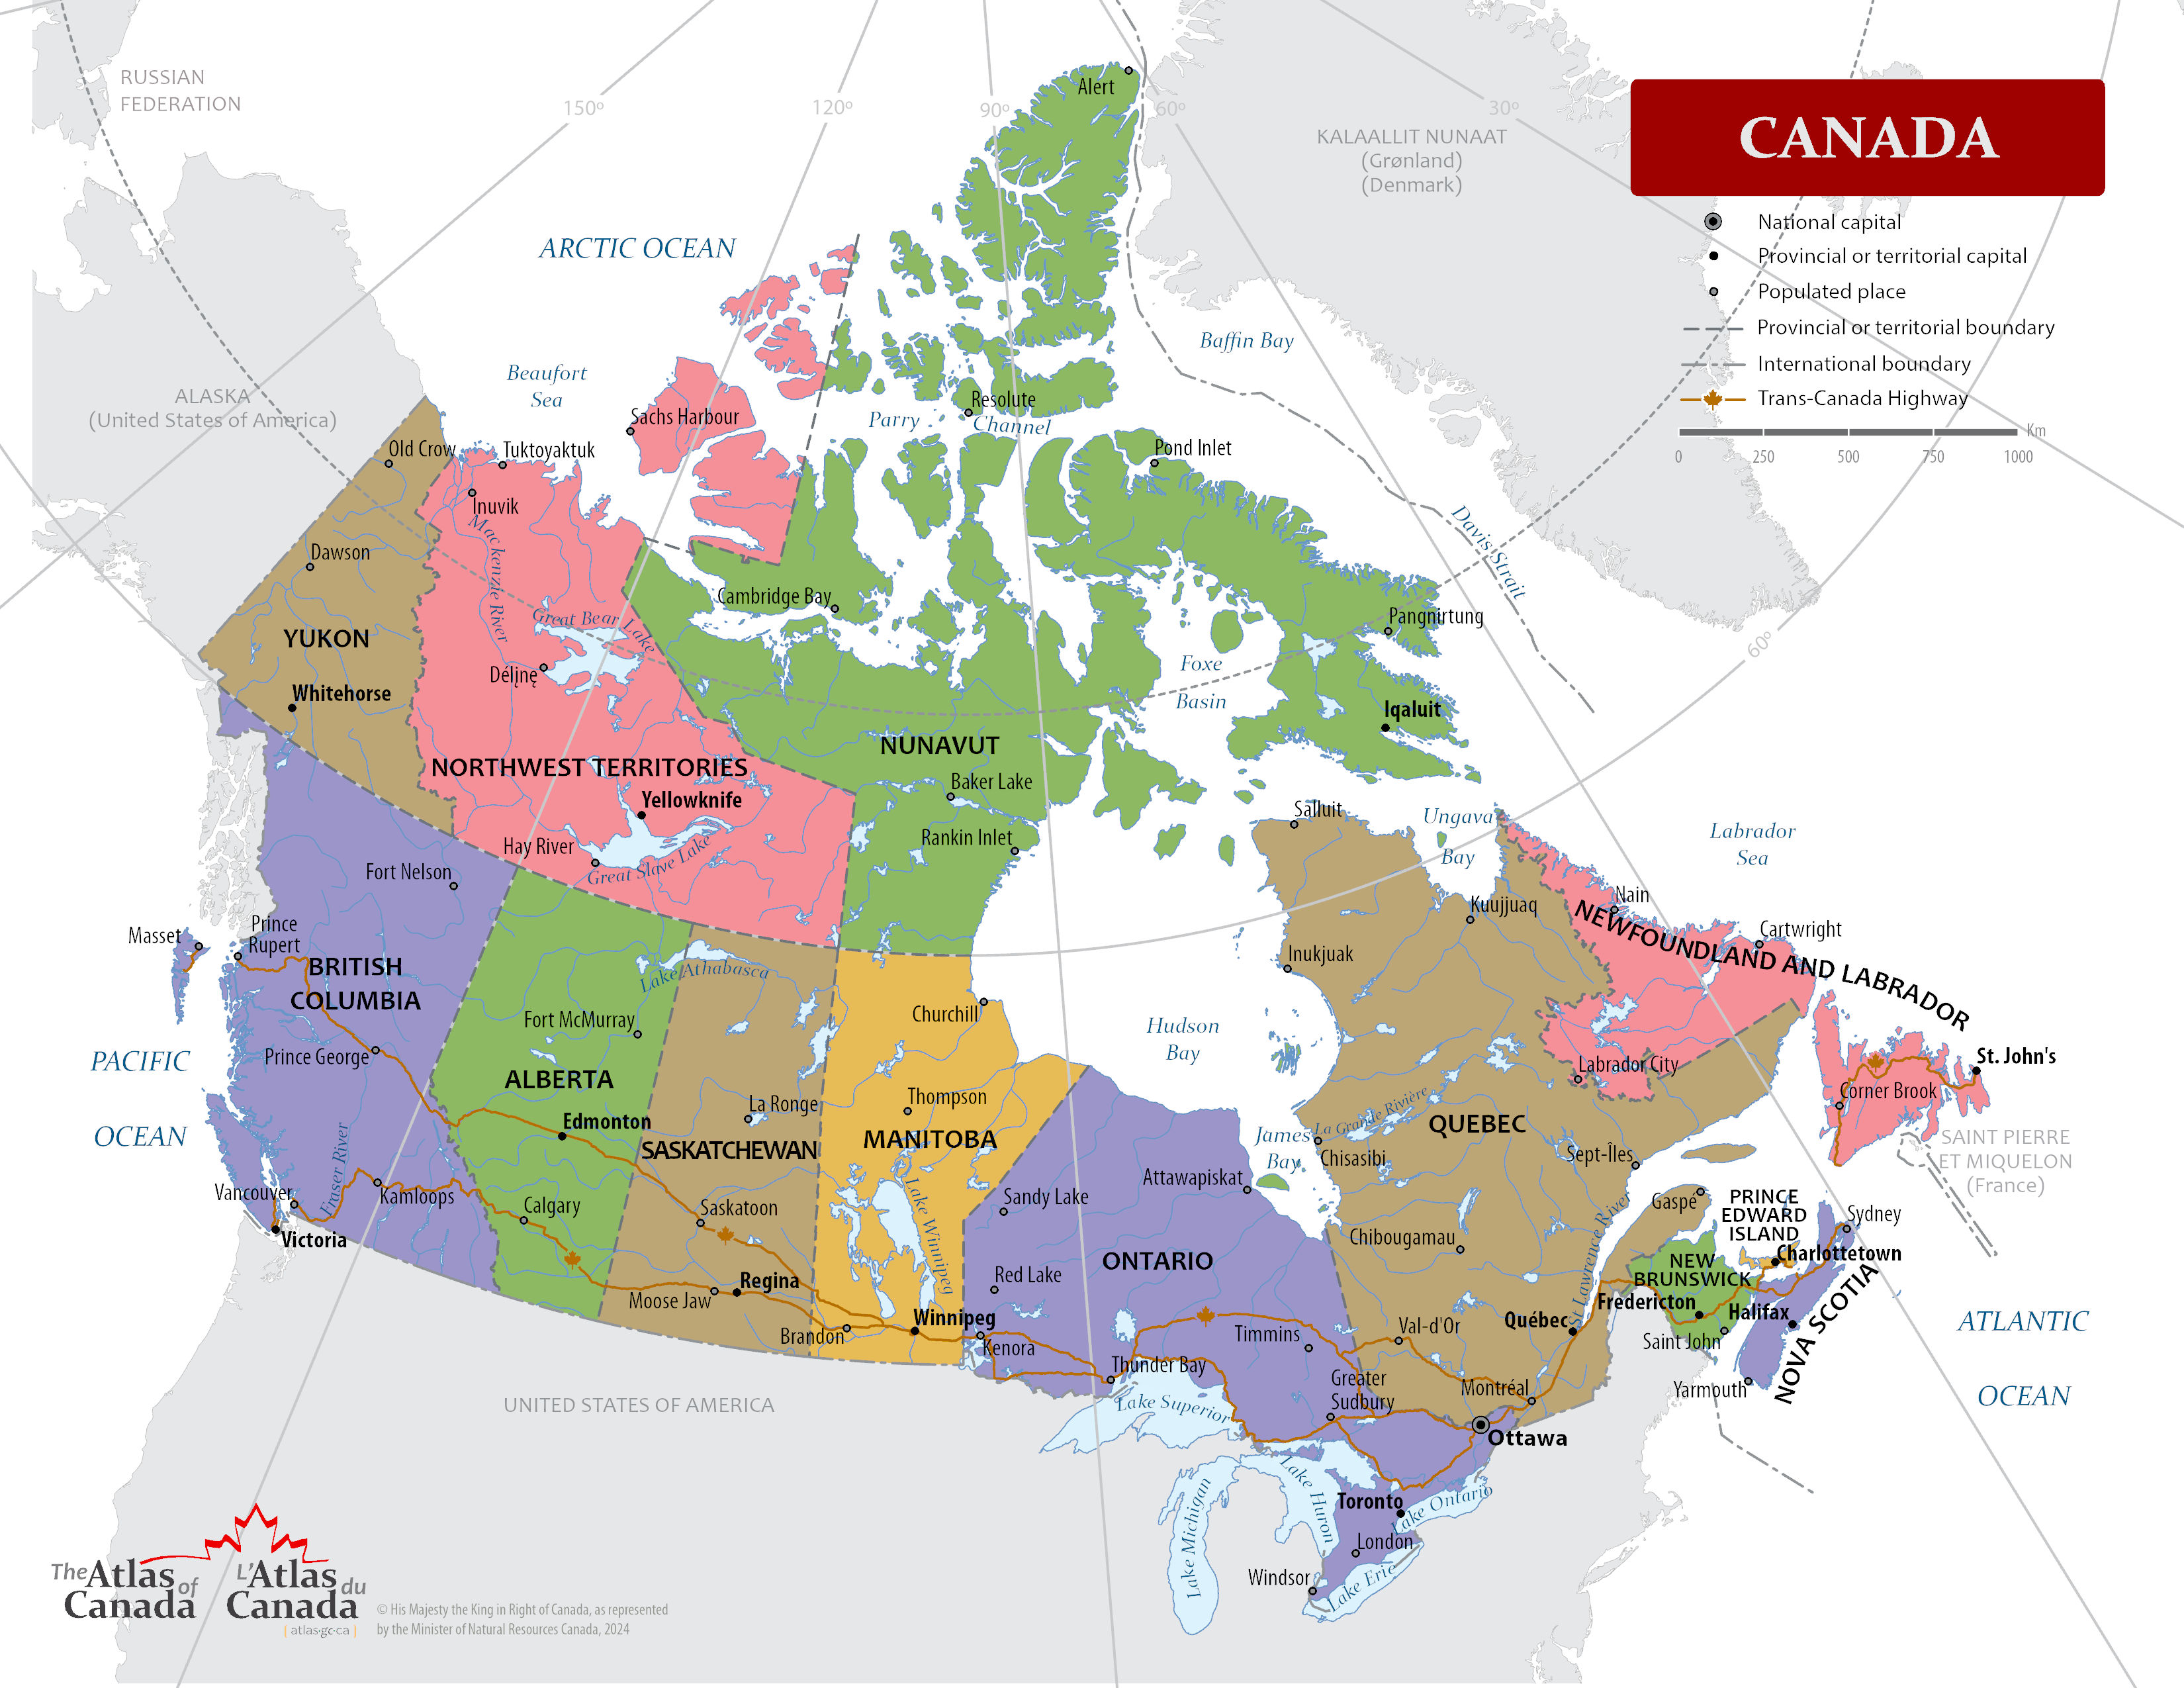 CANADA
National capital
Provincial or territorial capital
Populated place
Provincial or territorial boundary
International boundary
Trans-Canada Highway
Km
0 250 500 750 1000
RUSSIAN
FEDERATION
150º
120º
90º
60º
30º
60º
KALAALLIT NUNAAT
(Grønland)
(Denmark)
ALASKA
(United States of America)
ARCTIC OCEAN
Beaufort
Sea
Baffin Bay
Parry
Channel
Davis Strait
Foxe
Basin
Alert
Resolute
Pond Inlet
Sachs Harbour
Old Crow
Tuktoyaktuk
Inuvik
Mackenzie River
Dawson
YUKON
Whitehorse
Great Bear Lake
Délı̨nę
Cambridge Bay
Pangnirtung
Iqaluit
NUNAVUT
Baker Lake
Rankin Inlet
NORTHWEST TERRITORIES
Yellowknife
Hay River
Great Slave Lake
Fort Nelson
Masset
Prince
Rupert
BRITISH
COLUMBIA
Prince George
PACIFIC
OCEAN
Vancouver
Fraser River
Kamloops
Victoria
Lake Athabasca
Fort McMurray
ALBERTA
Edmonton
Calgary
La Ronge
SASKATCHEWAN
Saskatoon
Regina
Moose Jaw
Churchill
Thompson
MANITOBA
Lake Winnipeg
Brandon
Winnipeg
Hudson
Bay
James
Bay
Salluit
Ungava
Bay
Kuujjuaq
Inukjuak
Labrador
Sea
Nain
Cartwright
NEWFOUNDLAND AND LABRADOR
Labrador City
St. John's
Corner Brook
SAINT PIERRE
ET MIQUELON
(France)
La Grande Rivière
Chisasibi
QUEBEC
Sept-Îles
Gaspé
Chibougamau
St Lawrence River
Val-d'Or
Québec
Montréal
PRINCE
EDWARD
ISLAND
Charlottetown
Sydney
NEW
BRUNSWICK
Fredericton
Saint John
Halifax
NOVA SCOTIA
Yarmouth
ATLANTIC
OCEAN
Attawapiskat
Sandy Lake
Red Lake
ONTARIO
Kenora
Thunder Bay
Timmins
Greater
Sudbury
Ottawa
Toronto
London
Windsor
Lake Superior
Lake Michigan
Lake Huron
Lake Ontario
Lake Erie
UNITED STATES OF AMERICA
The Atlas of
Canada
L'Atlas du
Canada
atlas.gc.ca
© His Majesty the King in Right of Canada, as represented
by the Minister of Natural Resources Canada, 2024